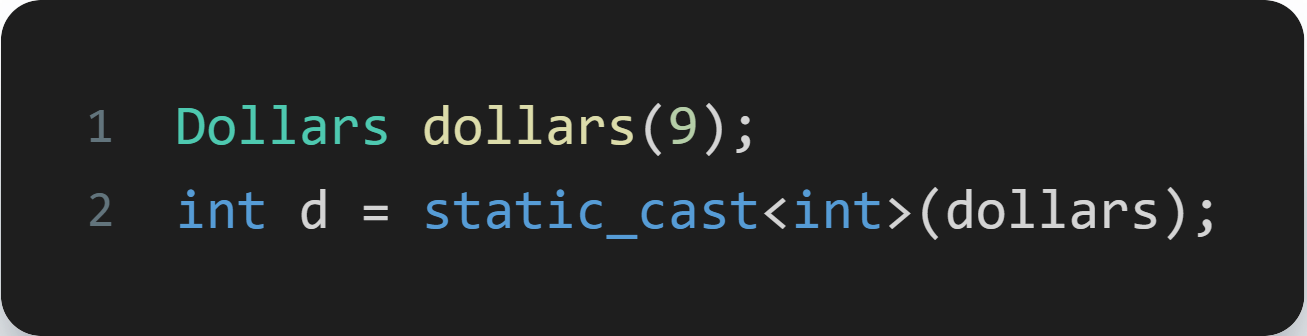 1 Dollars dollars(9);
2 int d = static_cast<int>(dollars);